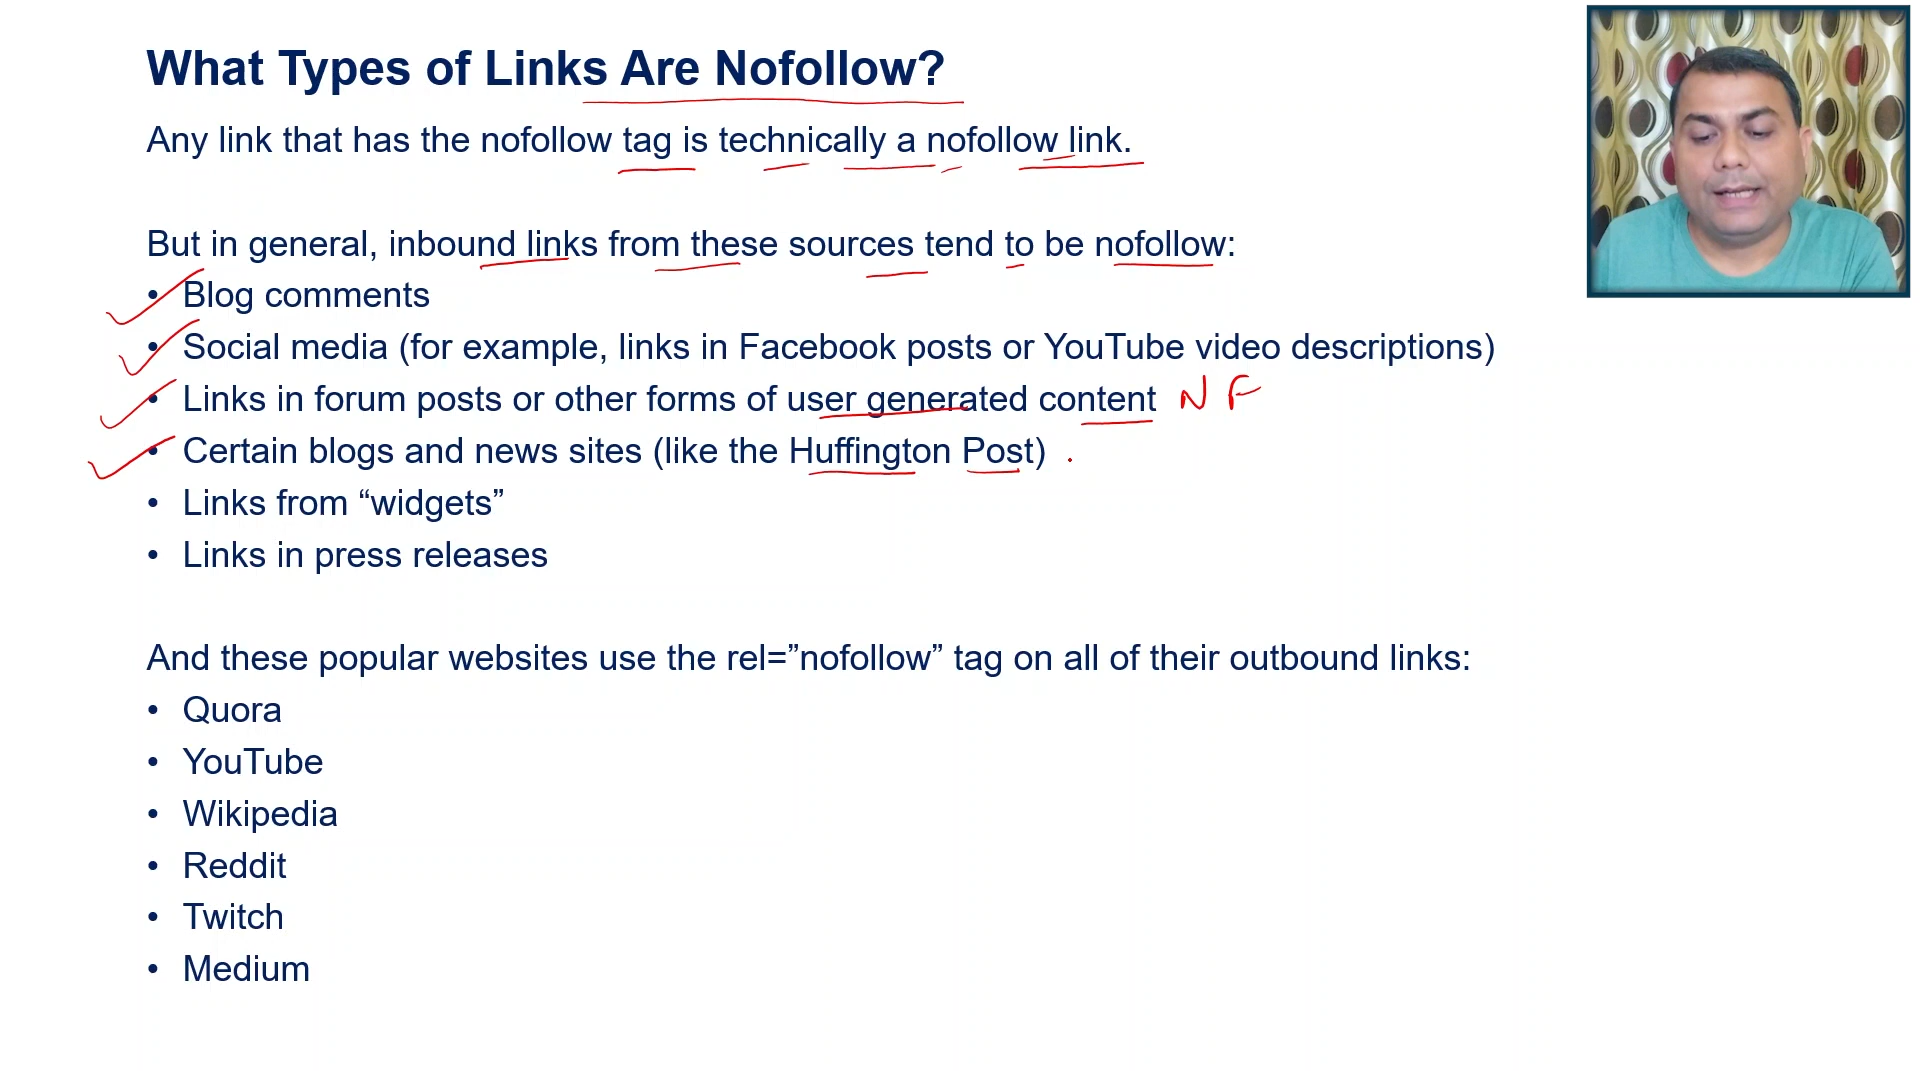 What Types of Links Are Nofollow?
Any link that has the nofollow tag is technically a nofollow link.
But in general, inbound links from these sources tend to be nofollow:
• Blog comments
• Social media (for example, links in Facebook posts or YouTube video descriptions)
• Links in forum posts or other forms of user generated content N F
• Certain blogs and news sites (like the Huffington Post)
• Links from “widgets”
• Links in press releases
And these popular websites use the rel=”nofollow” tag on all of their outbound links:
• Quora
• YouTube
• Wikipedia
• Reddit
• Twitch
• Medium